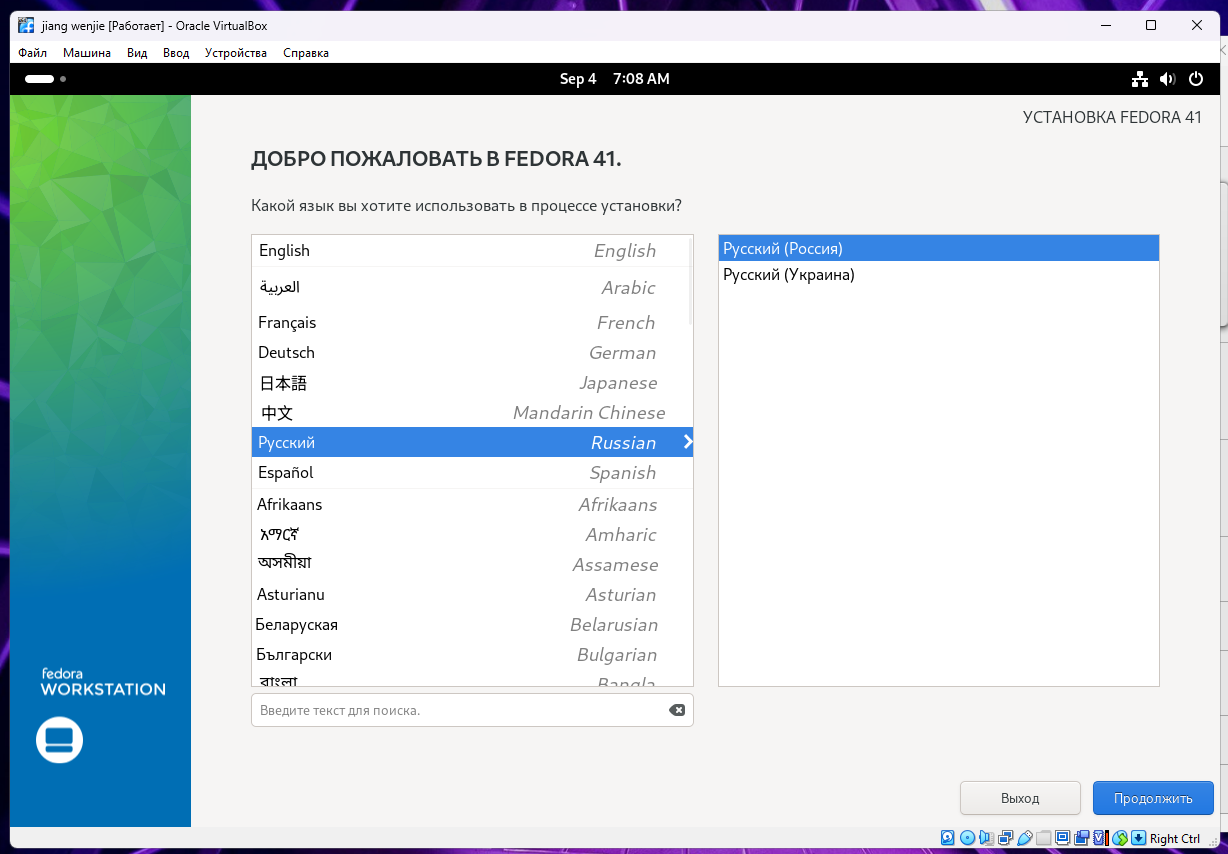 jiang wenjie [Работает] - Oracle VirtualBox
Файл Машина Вид Ввод Устройства Справка
Sep 4 7:08 AM
УСТАНОВКА FEDORA 41
ДОБРО ПОЖАЛОВАТЬ В FEDORA 41.
Какой язык вы хотите использовать в процессе установки?
English English
العربية Arabic
Français French
Deutsch German
日本語 Japanese
中文 Mandarin Chinese
Русский Russian
Español Spanish
Afrikaans Afrikaans
አማርኛ Amharic
অসমীয়া Assamese
Asturianu Asturian
Беларуская Belarusian
Български Bulgarian
বাংলা Bangla
Русский (Россия)
Русский (Украина)
Введите текст для поиска.
fedora
WORKSTATION
Выход Продолжить
Right Ctrl